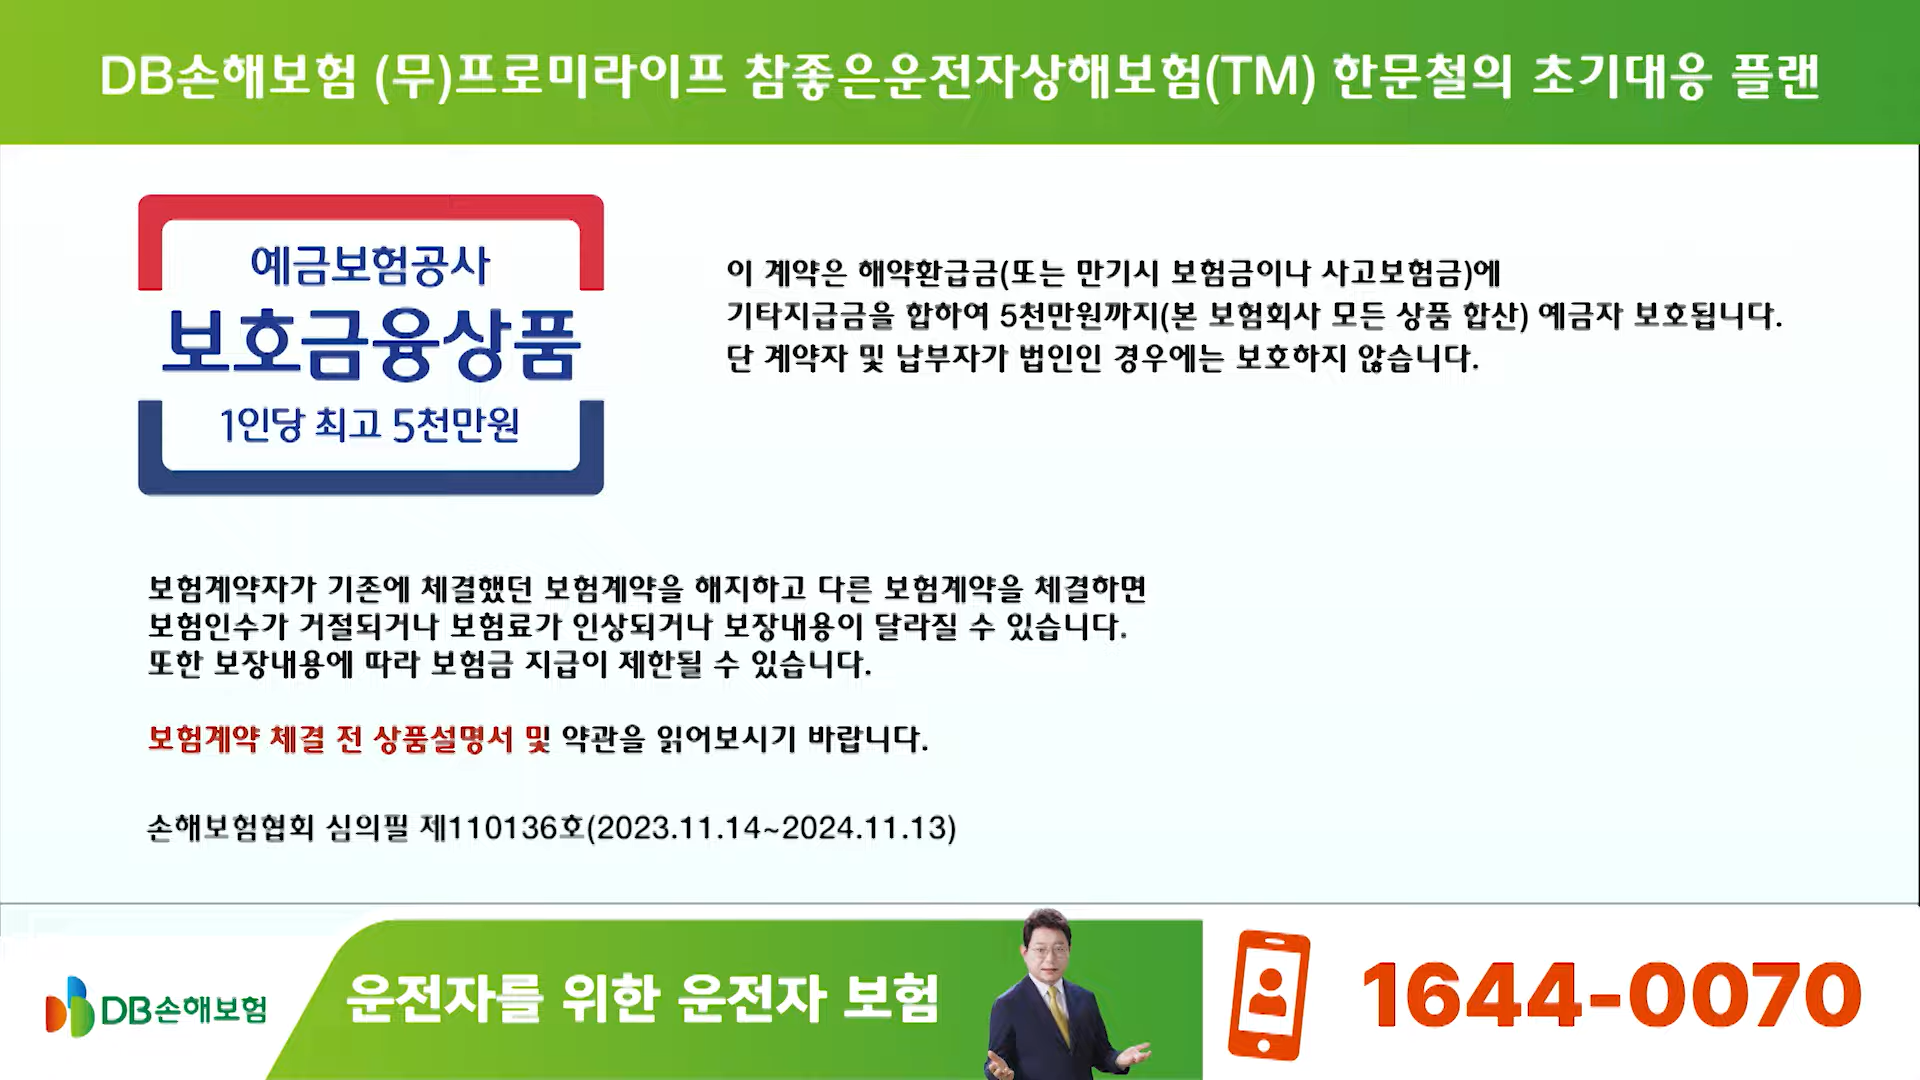 DB손해보험 (무)프로미라이프 참좋은운전자상해보험(TM) 한문철의 초기대응 플랜
예금보험공사
보호금융상품
1인당 최고 5천만원
이 계약은 해약환급금(또는 만기시 보험금이나 사고보험금)에
기타지급금을 합하여 5천만원까지(본 보험회사 모든 상품 합산) 예금자 보호됩니다.
단 계약자 및 납부자가 법인인 경우에는 보호하지 않습니다.
보험계약자가 기존에 체결했던 보험계약을 해지하고 다른 보험계약을 체결하면
보험인수가 거절되거나 보험료가 인상되거나 보장내용이 달라질 수 있습니다.
또한 보장내용에 따라 보험금 지급이 제한될 수 있습니다.
보험계약 체결 전 상품설명서 및 약관을 읽어보시기 바랍니다.
손해보험협회 심의필 제110136호(2023.11.14~2024.11.13)
DB손해보험
운전자를 위한 운전자 보험
1644-0070